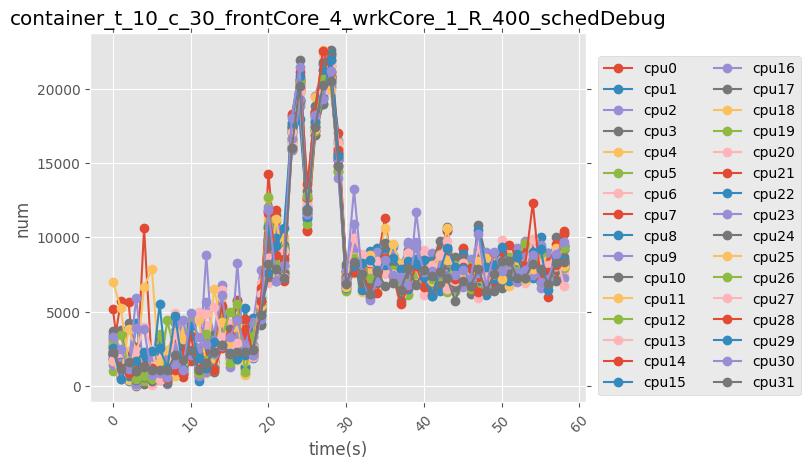 container_t_10_c_30_frontCore_4_wrkCore_1_R_400_schedDebug
num
20000
15000
10000
5000
0
0
10
20
30
40
50
60
time(s)
cpu0
cpu1
cpu2
cpu3
cpu4
cpu5
cpu6
cpu7
cpu8
cpu9
cpu10
cpu11
cpu12
cpu13
cpu14
cpu15
cpu16
cpu17
cpu18
cpu19
cpu20
cpu21
cpu22
cpu23
cpu24
cpu25
cpu26
cpu27
cpu28
cpu29
cpu30
cpu31